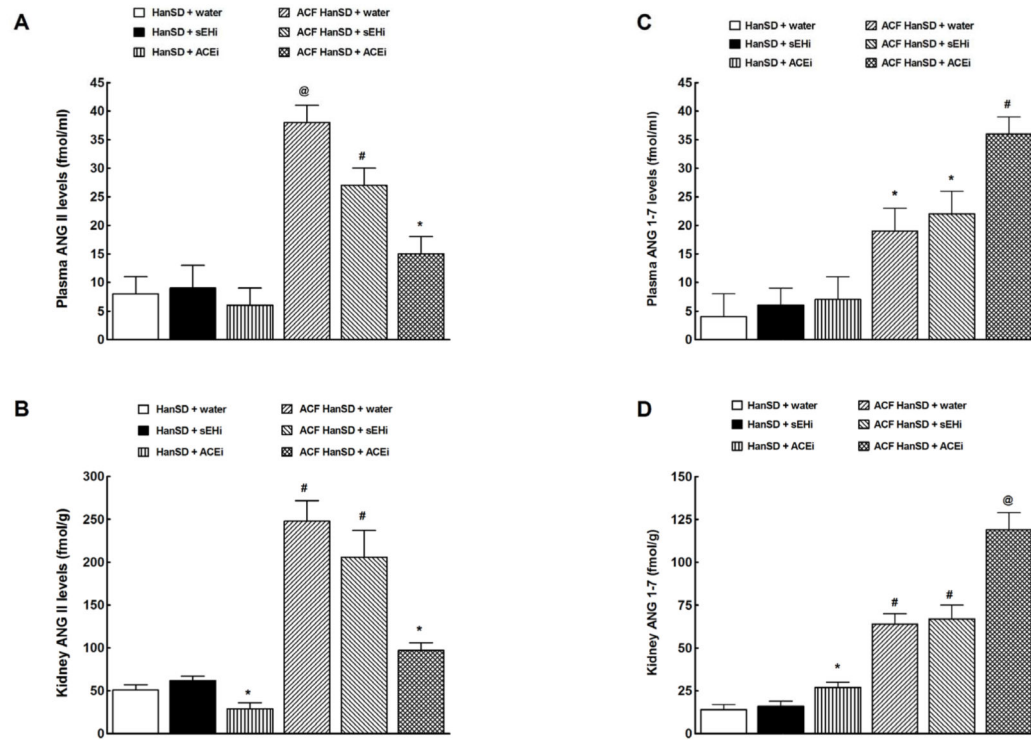 A
HanSD + water
ACF HanSD + water
HanSD + sEHi
ACF HanSD + sEHi
HanSD + ACEi
ACF HanSD + ACEi
Plasma ANG II levels (fmol/ml)
45
40
35
30
25
20
15
10
5
0
@
#
*
C
HanSD + water
ACF HanSD + water
HanSD + sEHi
ACF HanSD + sEHi
HanSD + ACEi
ACF HanSD + ACEi
Plasma ANG 1-7 levels (fmol/ml)
45
40
35
30
25
20
15
10
5
0
*
*
#
B
HanSD + water
ACF HanSD + water
HanSD + sEHi
ACF HanSD + sEHi
HanSD + ACEi
ACF HanSD + ACEi
Kidney ANG II levels (fmol/g)
300
250
200
150
100
50
0
*
#
#
*
D
HanSD + water
ACF HanSD + water
HanSD + sEHi
ACF HanSD + sEHi
HanSD + ACEi
ACF HanSD + ACEi
Kidney ANG 1-7 (fmol/g)
150
125
100
75
50
25
0
*
#
#
@